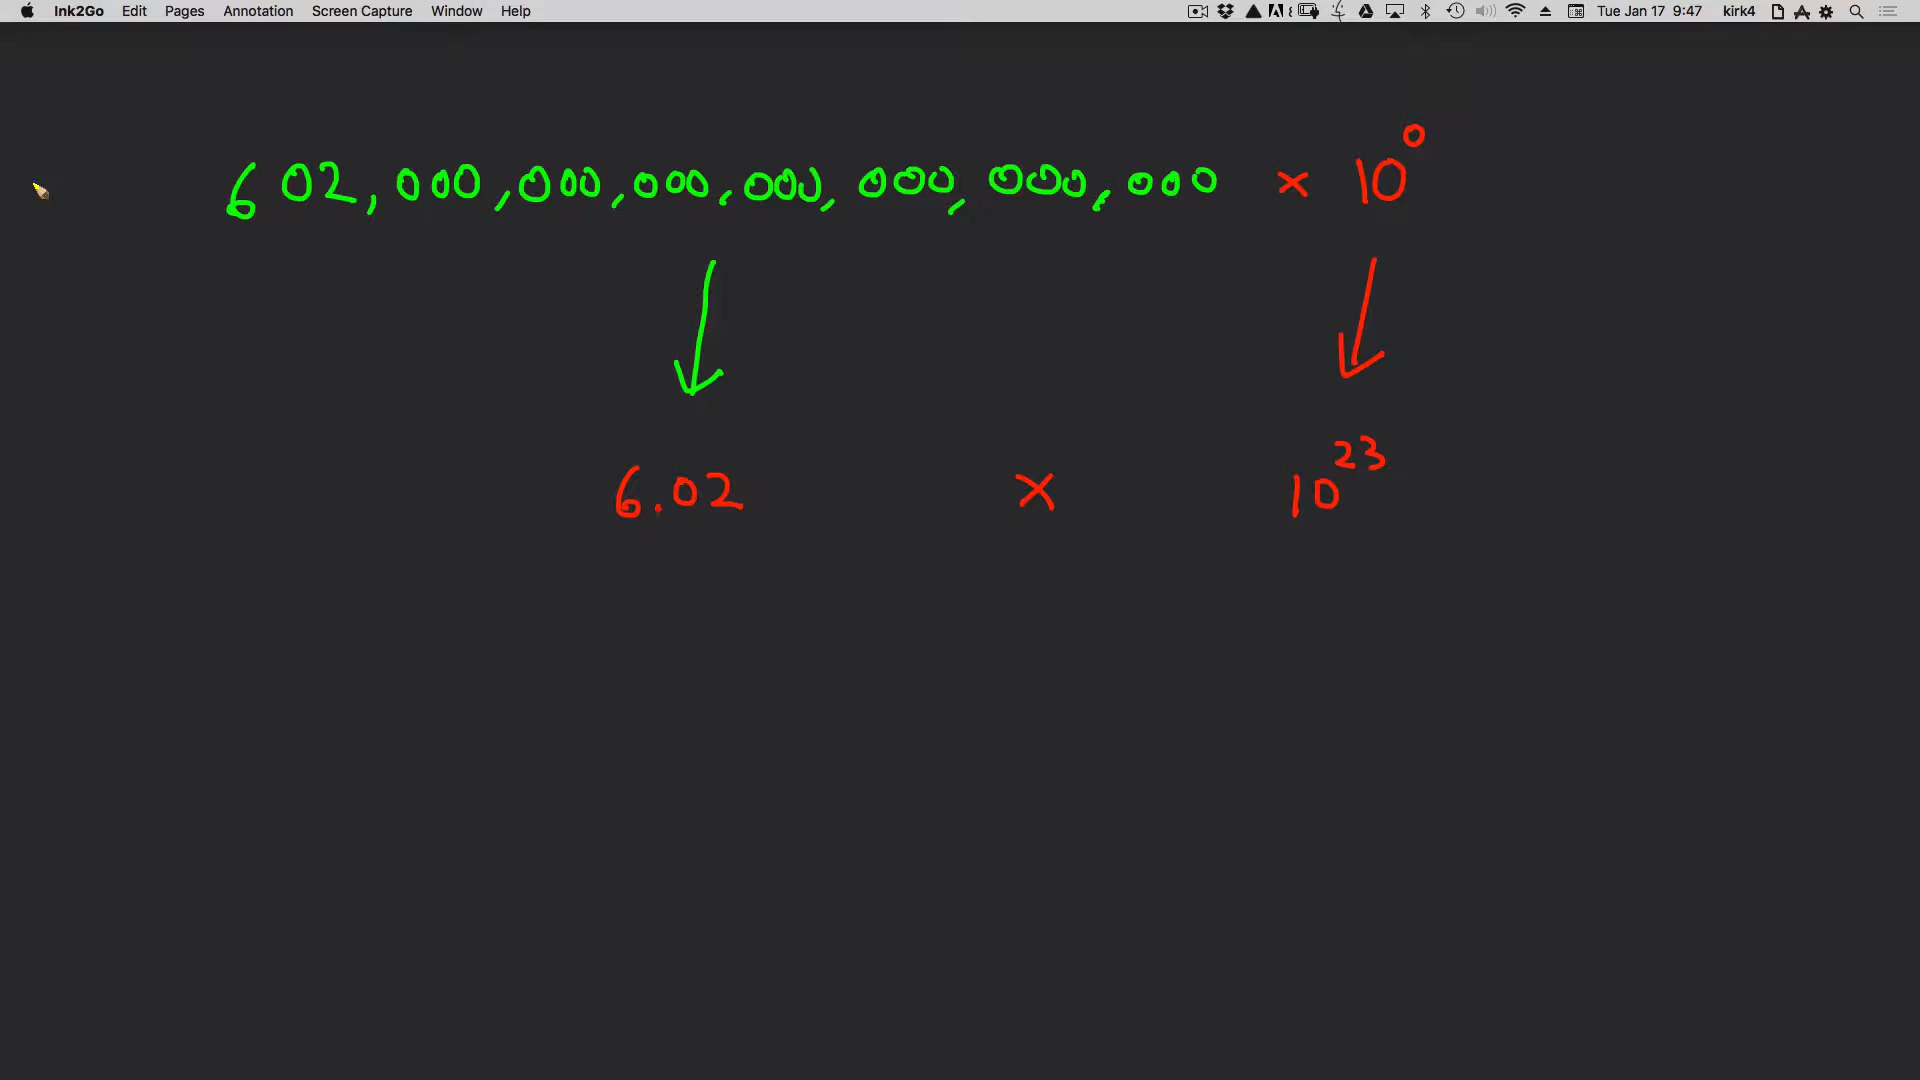 Ink2Go Edit Pages Annotation Screen Capture Window Help Tue Jan 17 9:47 kirk4
602,000,000,000,000,000,000,000 x 10⁰
6.02 x 10²³